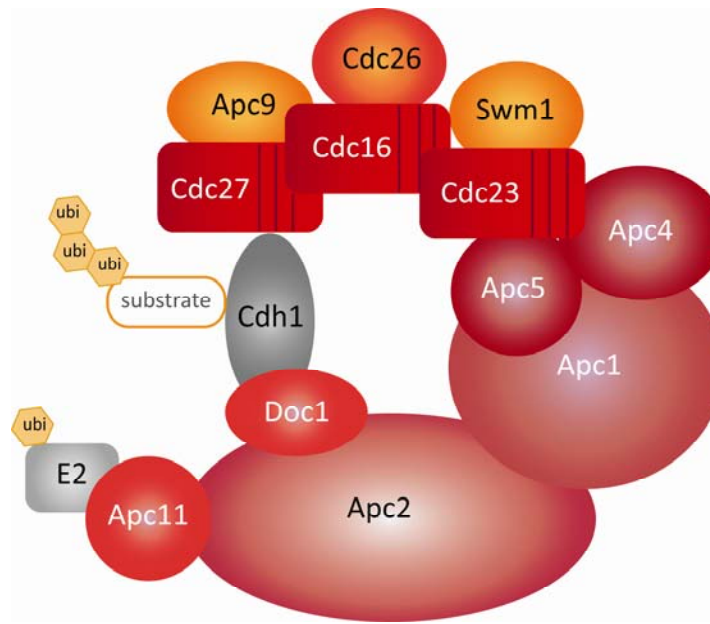 Cdc26
Apc9
Swm1
Cdc16
Cdc27
Cdc23
ubi
ubi
ubi
Apc4
substrate
Apc5
Cdh1
Apc1
Doc1
ubi
E2
Apc11
Apc2